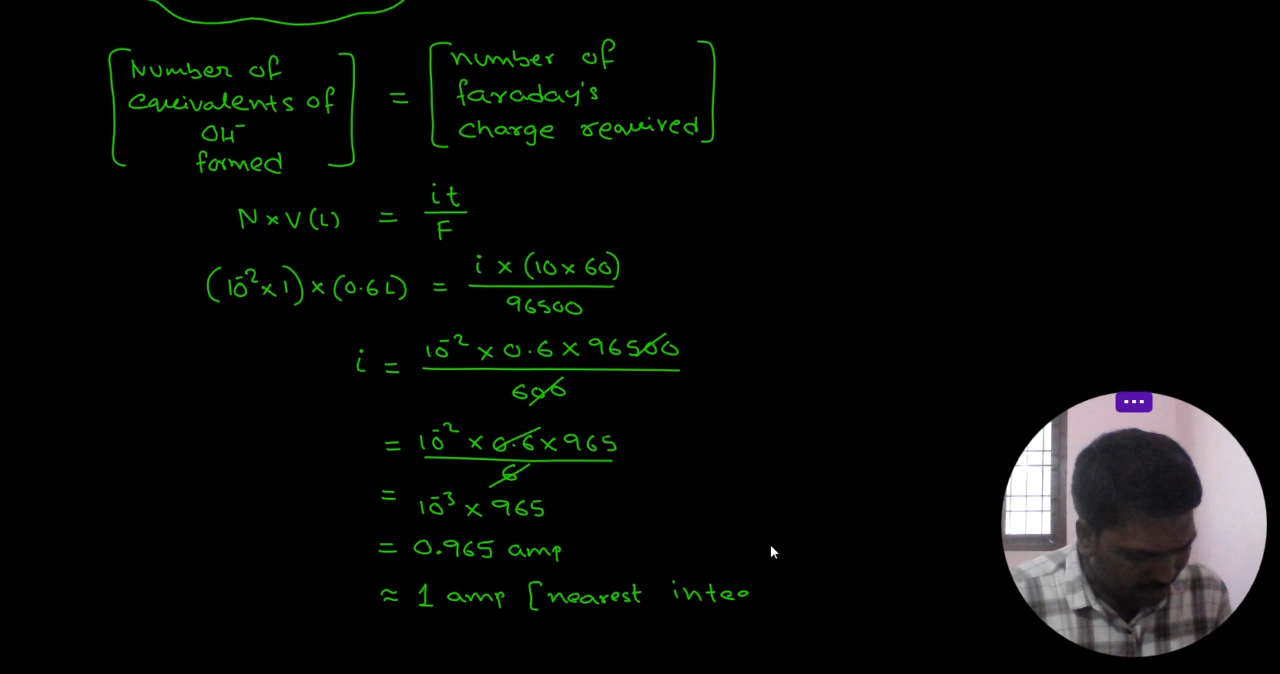 [Number of equivalents of OH⁻ formed] = [number of faraday's charge required]
N × V(L) = it/F
(10⁻² × 1) × (0.6L) = i × (10 × 60)/96500
i = 10⁻² × 0.6 × 96500/600
= 10⁻² × 0.6 × 965/6
= 10⁻³ × 965
= 0.965 amp
≈ 1 amp [nearest integ